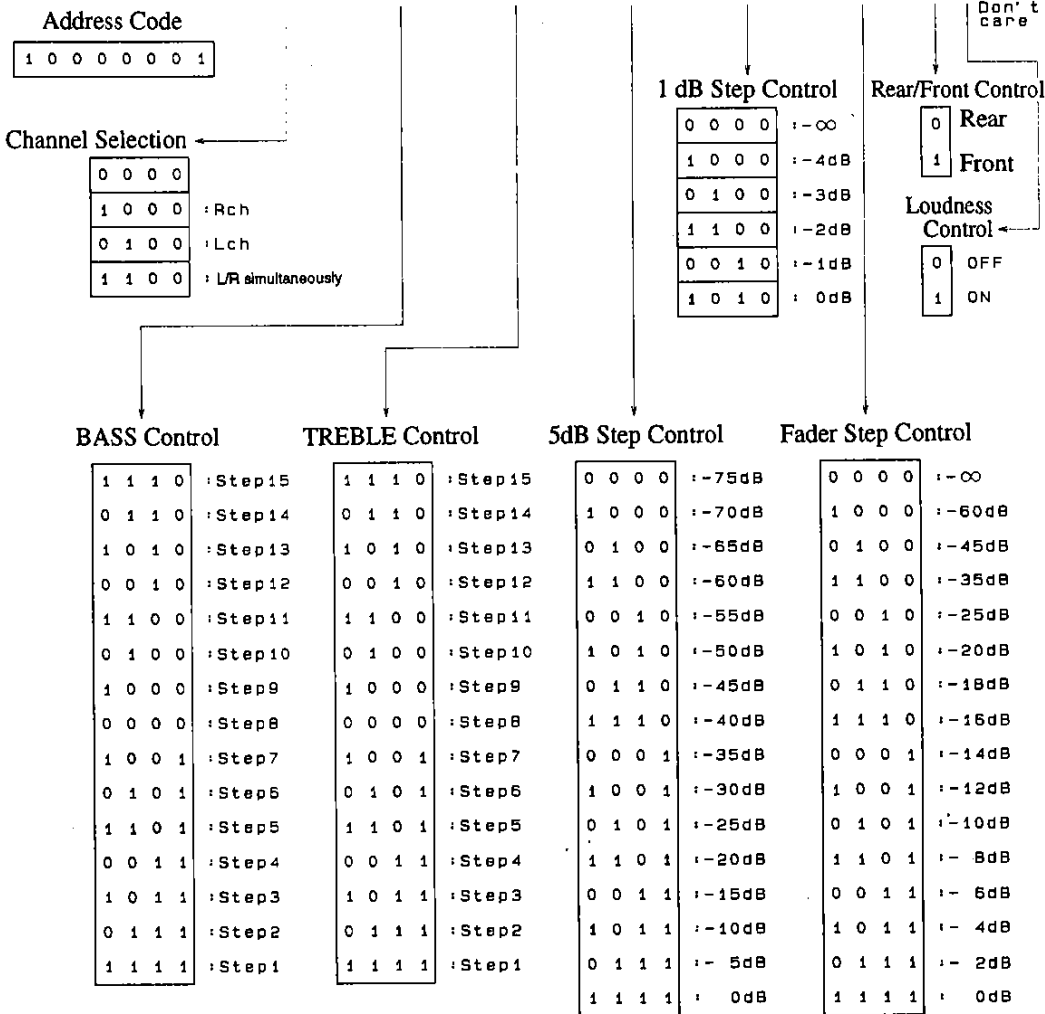 Don't
care
Address Code
1 0 0 0 0 0 0 1
1 dB Step Control
0 0 0 0 :-∞
1 0 0 0 :-4dB
0 1 0 0 :-3dB
1 1 0 0 :-2dB
0 0 1 0 :-1dB
1 0 1 0 : 0dB
Rear/Front Control
0 Rear
1 Front
Loudness
Control
0 OFF
1 ON
Channel Selection
0 0 0 0
1 0 0 0 :Rch
0 1 0 0 :Lch
1 1 0 0 : L/R simultaneously
BASS Control
1 1 1 0 :Step15
0 1 1 0 :Step14
1 0 1 0 :Step13
0 0 1 0 :Step12
1 1 0 0 :Step11
0 1 0 0 :Step10
1 0 0 0 :Step9
0 0 0 0 :Step8
1 0 0 1 :Step7
0 1 0 1 :Step6
1 1 0 1 :Step5
0 0 1 1 :Step4
1 0 1 1 :Step3
0 1 1 1 :Step2
1 1 1 1 :Step1
TREBLE Control
1 1 1 0 :Step15
0 1 1 0 :Step14
1 0 1 0 :Step13
0 0 1 0 :Step12
1 1 0 0 :Step11
0 1 0 0 :Step10
1 0 0 0 :Step9
0 0 0 0 :Step8
1 0 0 1 :Step7
0 1 0 1 :Step6
1 1 0 1 :Step5
0 0 1 1 :Step4
1 0 1 1 :Step3
0 1 1 1 :Step2
1 1 1 1 :Step1
5dB Step Control
0 0 0 0 :-75dB
1 0 0 0 :-70dB
0 1 0 0 :-65dB
1 1 0 0 :-60dB
0 0 1 0 :-55dB
1 0 1 0 :-50dB
0 1 1 0 :-45dB
1 1 1 0 :-40dB
0 0 0 1 :-35dB
1 0 0 1 :-30dB
0 1 0 1 :-25dB
1 1 0 1 :-20dB
0 0 1 1 :-15dB
1 0 1 1 :-10dB
0 1 1 1 :- 5dB
1 1 1 1 : 0dB
Fader Step Control
0 0 0 0 :-∞
1 0 0 0 :-60dB
0 1 0 0 :-45dB
1 1 0 0 :-35dB
0 0 1 0 :-25dB
1 0 1 0 :-20dB
0 1 1 0 :-18dB
1 1 1 0 :-16dB
0 0 0 1 :-14dB
1 0 0 1 :-12dB
0 1 0 1 :-10dB
1 1 0 1 :- 8dB
0 0 1 1 :- 6dB
1 0 1 1 :- 4dB
0 1 1 1 :- 2dB
1 1 1 1 : 0dB